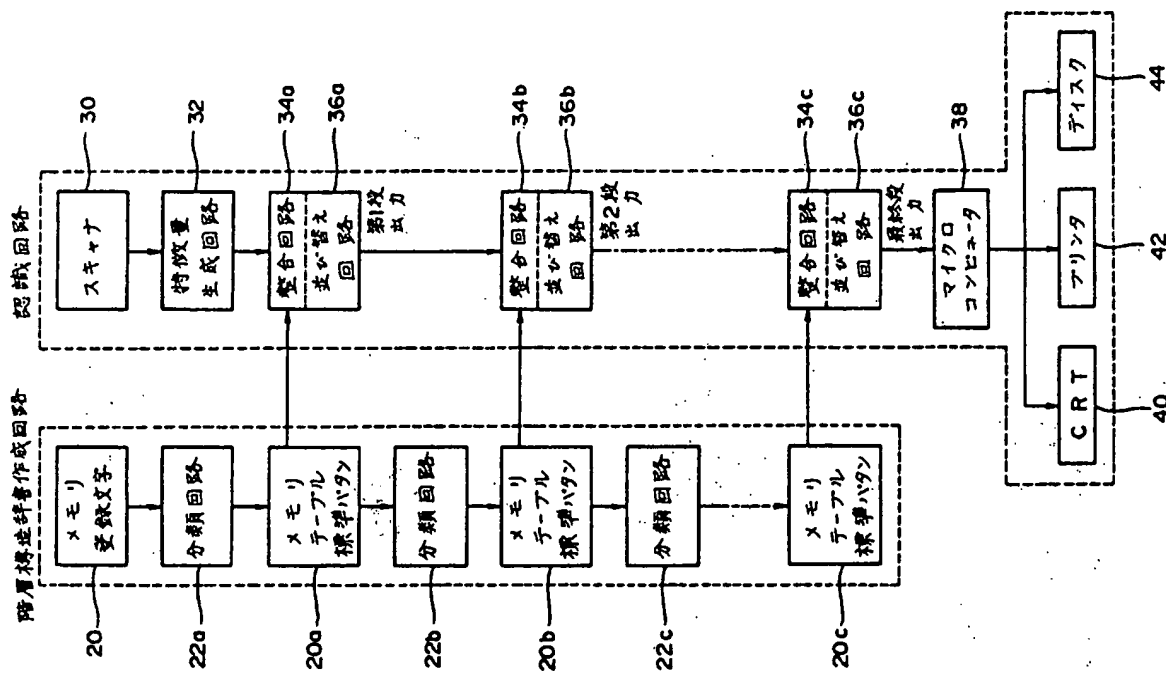 階層構造辞書作成回路
20
メモリ
登録文字
22a
分類回路
20a
メモリ
テーブル
標準パタン
22b
分類回路
20b
メモリ
テーブル
標準パタン
22c
分類回路
20c
メモリ
テーブル
標準パタン
認識回路
スキャナ
30
特徴量
生成回路
32
整合回路
34a
並び替え
回路
36a
第1段
出力
整合回路
34b
並び替え
回路
36b
第2段
出力
整合回路
34c
並び替え
回路
36c
最終段
出力
マイクロ
コンピュータ
38
CRT
40
プリンタ
42
ディスク
44